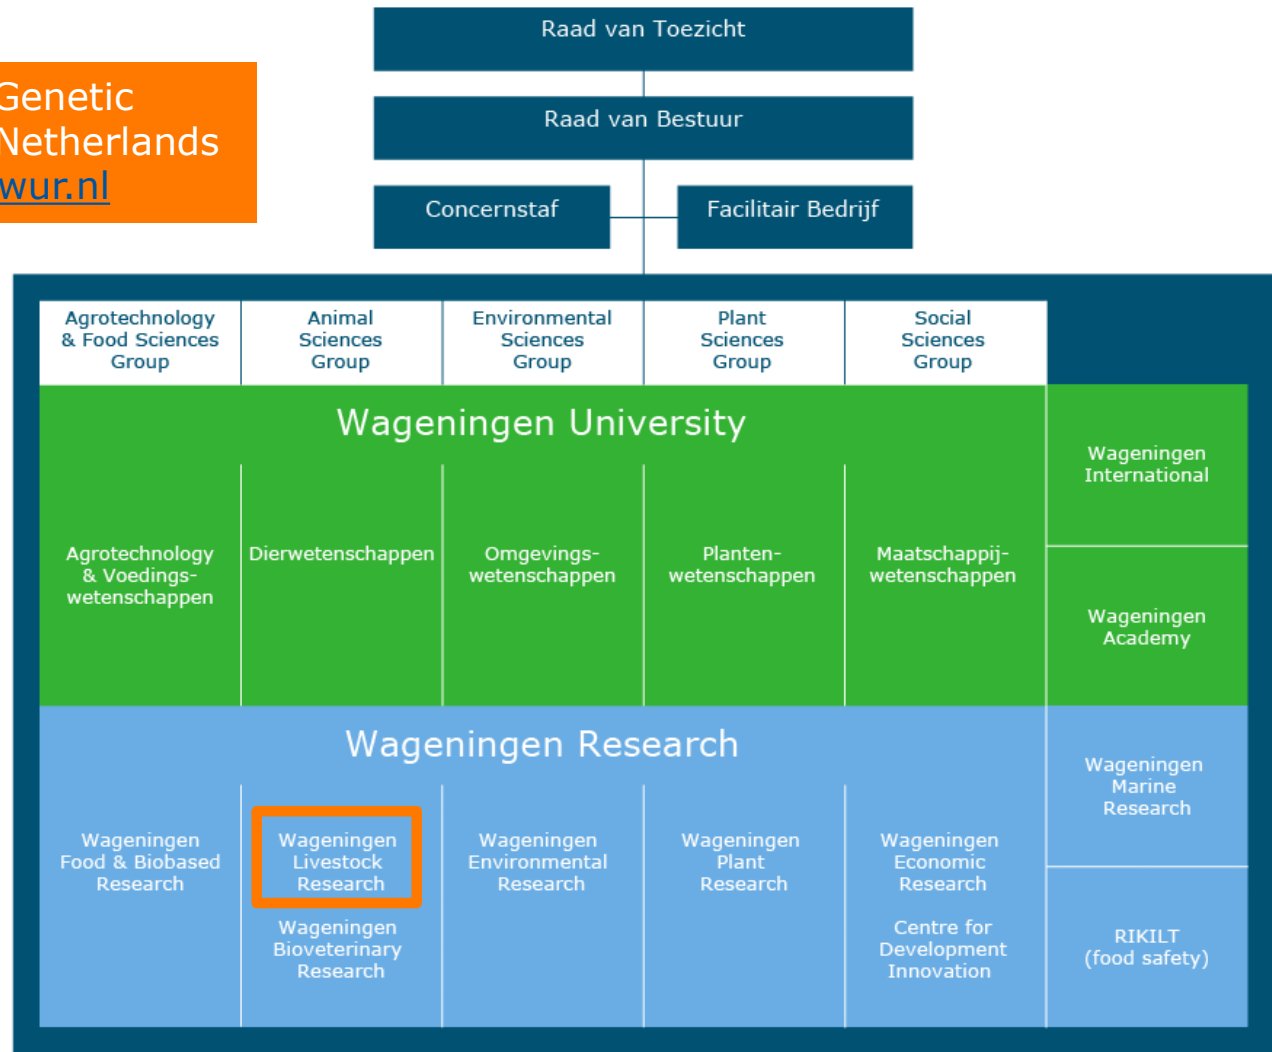 Raad van Toezicht
Genetic
Netherlands
wur.nl
Raad van Bestuur
Concernstaf
Facilitair Bedrijf
Agrotechnology
& Food Sciences
Group
Animal
Sciences
Group
Environmental
Sciences
Group
Plant
Sciences
Group
Social
Sciences
Group
Wageningen University
Agrotechnology
& Voedings-
wetenschappen
Dierwetenschappen
Omgevings-
wetenschappen
Planten-
wetenschappen
Maatschappij-
wetenschappen
Wageningen
International
Wageningen
Academy
Wageningen Research
Wageningen
Food & Biobased
Research
Wageningen
Livestock
Research
Wageningen
Bioveterinary
Research
Wageningen
Environmental
Research
Wageningen
Plant
Research
Wageningen
Economic
Research
Centre for
Development
Innovation
Wageningen
Marine
Research
RIKILT
(food safety)